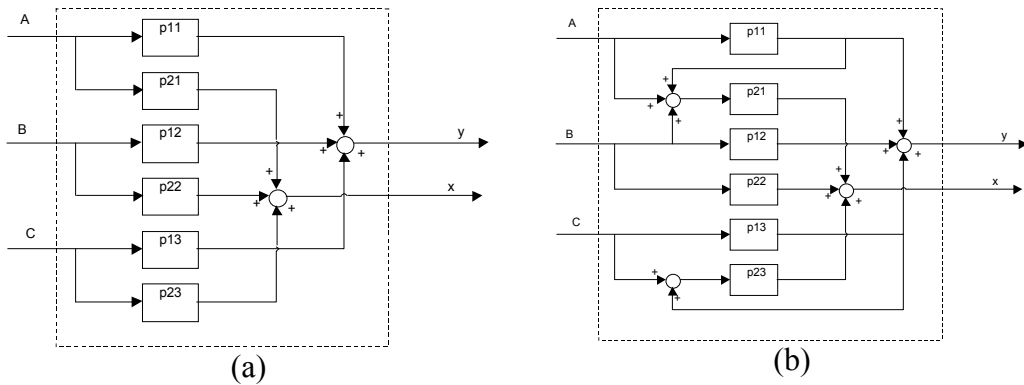 A
p11
+
p21
B
p12
+
+
y
+
p22
+
+
x
C
p13
p23
(a)
A
p11
+
+
p21
+
+
B
p12
+
+
y
+
p22
+
+
x
C
p13
+
p23
+
(b)